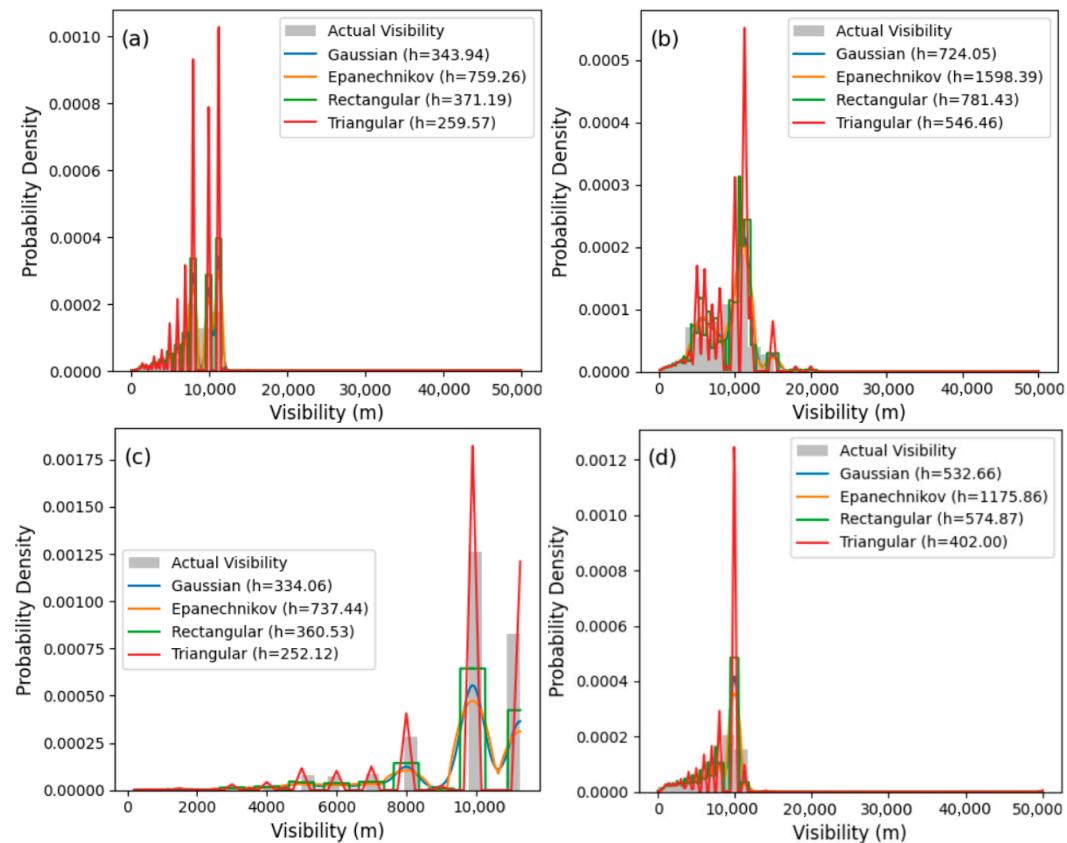 (a)
Actual Visibility
Gaussian (h=343.94)
Epanechnikov (h=759.26)
Rectangular (h=371.19)
Triangular (h=259.57)
Probability Density
0.0010
0.0008
0.0006
0.0004
0.0002
0.0000
0
10,000
20,000
30,000
40,000
50,000
Visibility (m)
(b)
Actual Visibility
Gaussian (h=724.05)
Epanechnikov (h=1598.39)
Rectangular (h=781.43)
Triangular (h=546.46)
Probability Density
0.0005
0.0004
0.0003
0.0002
0.0001
0.0000
0
10,000
20,000
30,000
40,000
50,000
Visibility (m)
(c)
Actual Visibility
Gaussian (h=334.06)
Epanechnikov (h=737.44)
Rectangular (h=360.53)
Triangular (h=252.12)
Probability Density
0.00175
0.00150
0.00125
0.00100
0.00075
0.00050
0.00025
0.00000
0
2000
4000
6000
8000
10,000
Visibility (m)
(d)
Actual Visibility
Gaussian (h=532.66)
Epanechnikov (h=1175.86)
Rectangular (h=574.87)
Triangular (h=402.00)
Probability Density
0.0012
0.0010
0.0008
0.0006
0.0004
0.0002
0.0000
0
10,000
20,000
30,000
40,000
50,000
Visibility (m)